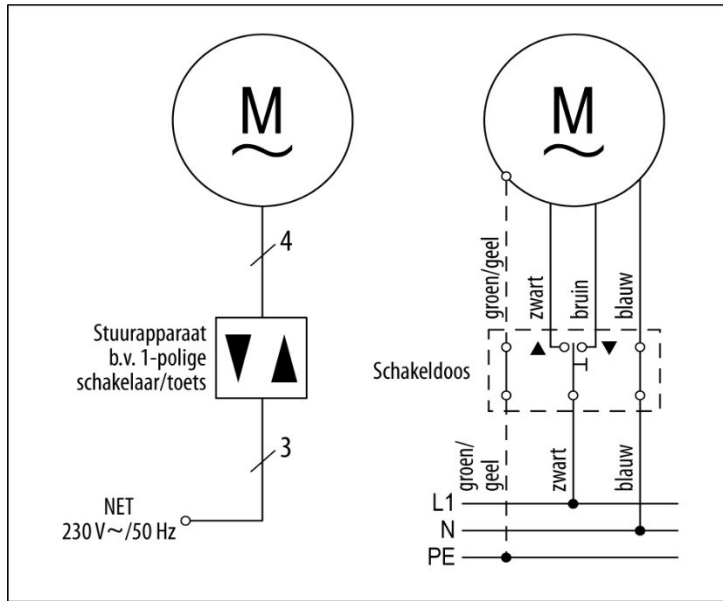 M
4
Stuurapparaat
b.v. 1-polige
schakelaar/toets
3
NET
230 V~/50 Hz
M
groen/geel
zwart
bruin
blauw
Schakeldoos
groen/
geel
zwart
blauw
L1
N
PE